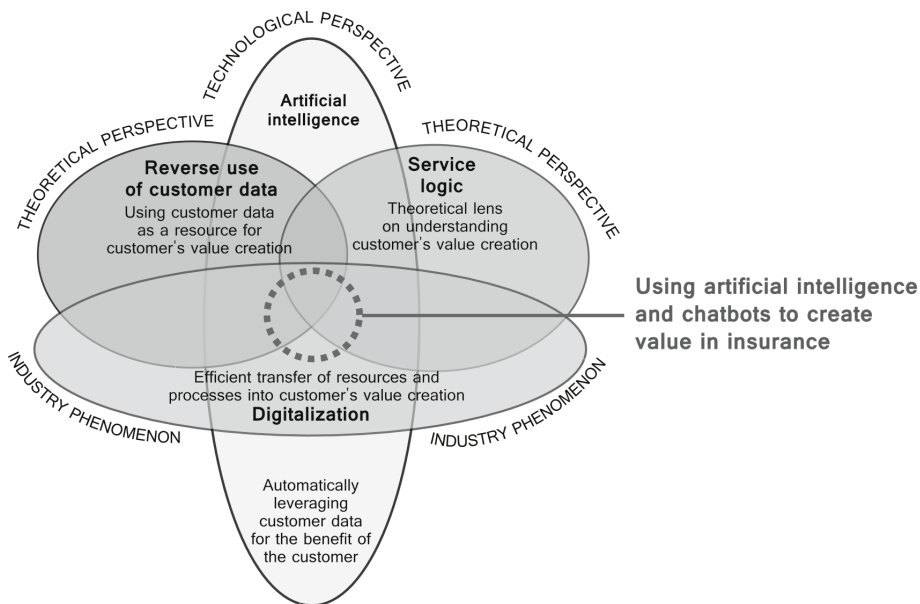 TECHNOLOGICAL PERSPECTIVE
Artificial
intelligence
THEORETICAL PERSPECTIVE
Reverse use
of customer data
Using customer data
as a resource for
customer's value creation
THEORETICAL PERSPECTIVE
Service
logic
Theoretical lens
on understanding
customer's value creation
Using artificial intelligence
and chatbots to create
value in insurance
INDUSTRY PHENOMENON
Efficient transfer of resources and
processes into customer's value creation
Digitalization
INDUSTRY PHENOMENON
Automatically
leveraging
customer data
for the benefit of
the customer